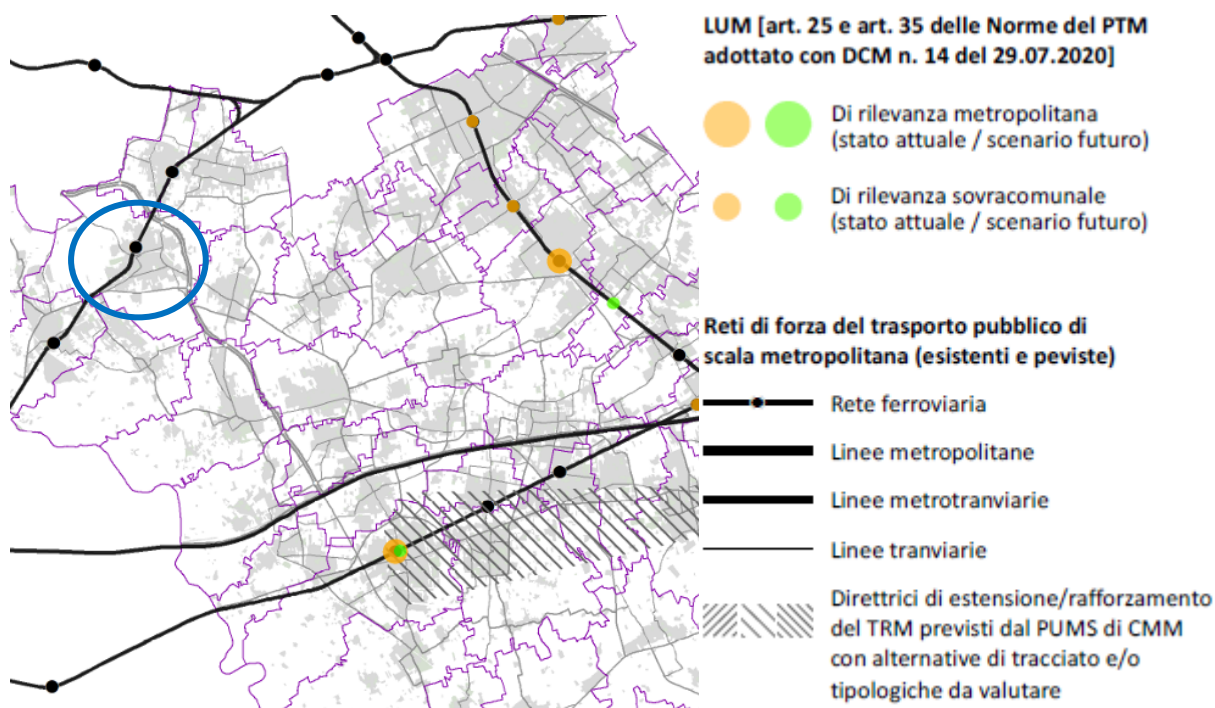 LUM [art. 25 e art. 35 delle Norme del PTM
adottato con DCM n. 14 del 29.07.2020]
Di rilevanza metropolitana
(stato attuale / scenario futuro)
Di rilevanza sovracomunale
(stato attuale / scenario futuro)
Reti di forza del trasporto pubblico di
scala metropolitana (esistenti e peviste)
Rete ferroviaria
Linee metropolitane
Linee metrotranviarie
Linee tranviarie
Direttrici di estensione/rafforzamento
del TRM previsti dal PUMS di CMM
con alternative di tracciato e/o
tipologiche da valutare